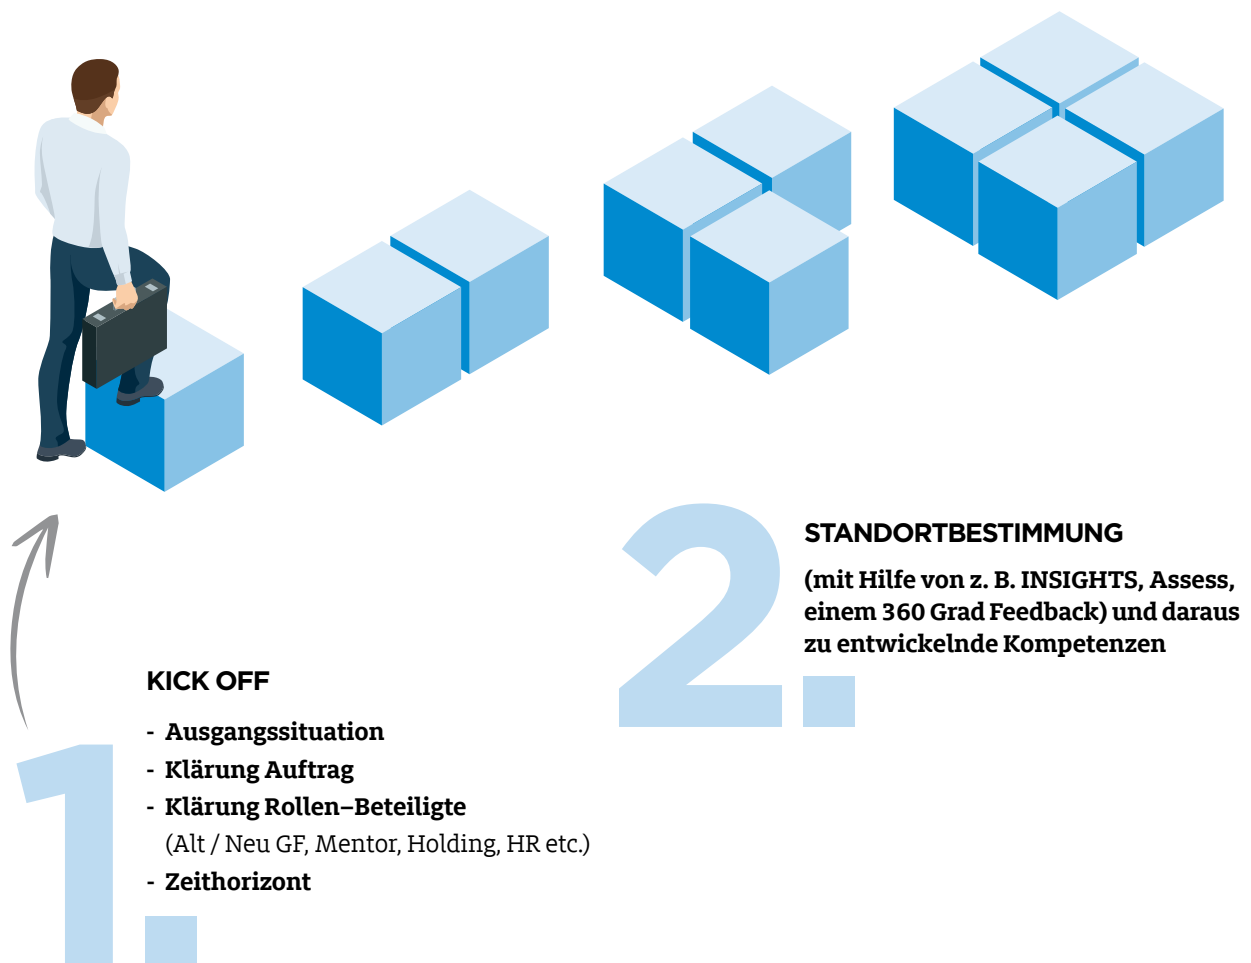 1.
KICK OFF
- Ausgangssituation
- Klärung Auftrag
- Klärung Rollen–Beteiligte
(Alt / Neu GF, Mentor, Holding, HR etc.)
- Zeithorizont
2.
STANDORTBESTIMMUNG
(mit Hilfe von z. B. INSIGHTS, Assess,
einem 360 Grad Feedback) und daraus
zu entwickelnde Kompetenzen